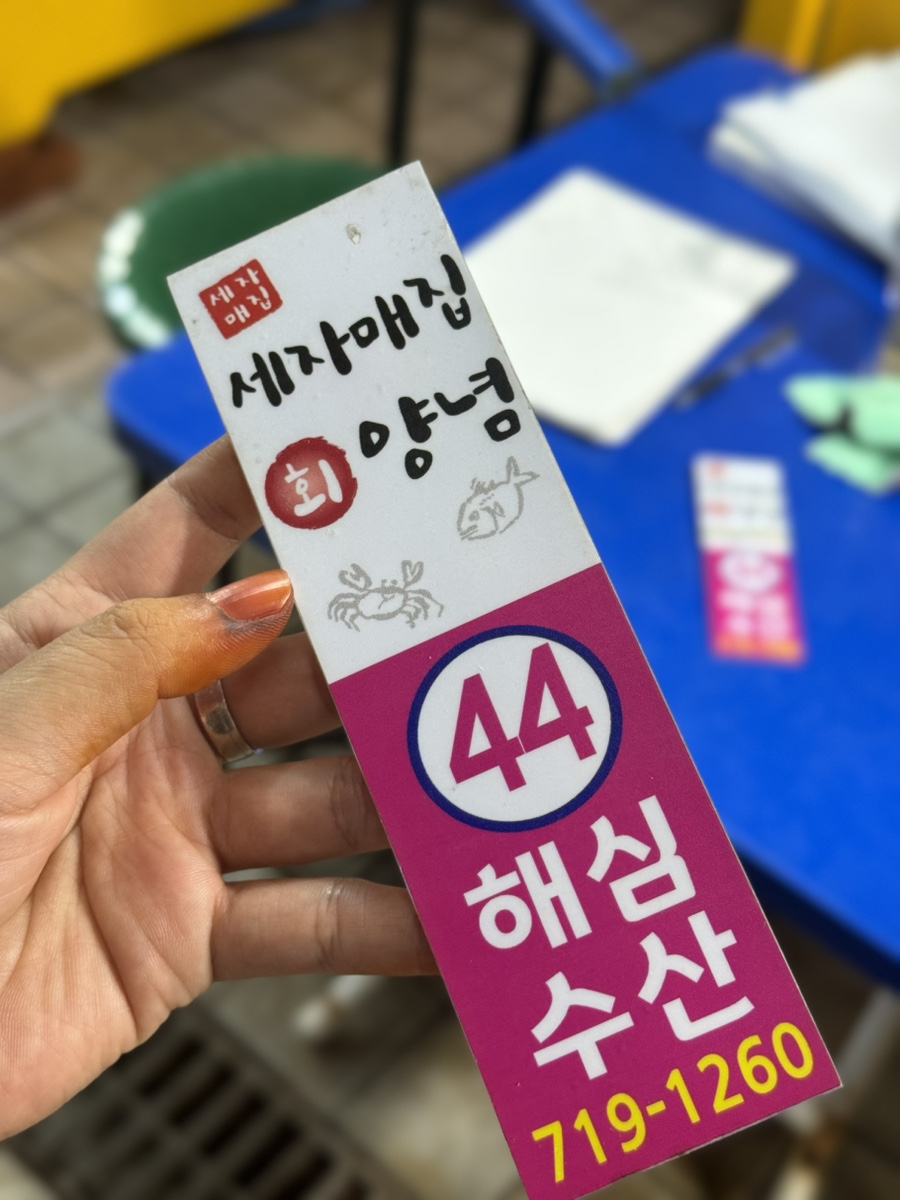 세자
매집
세자매집
회 양념
44
해심
수산
719-1260